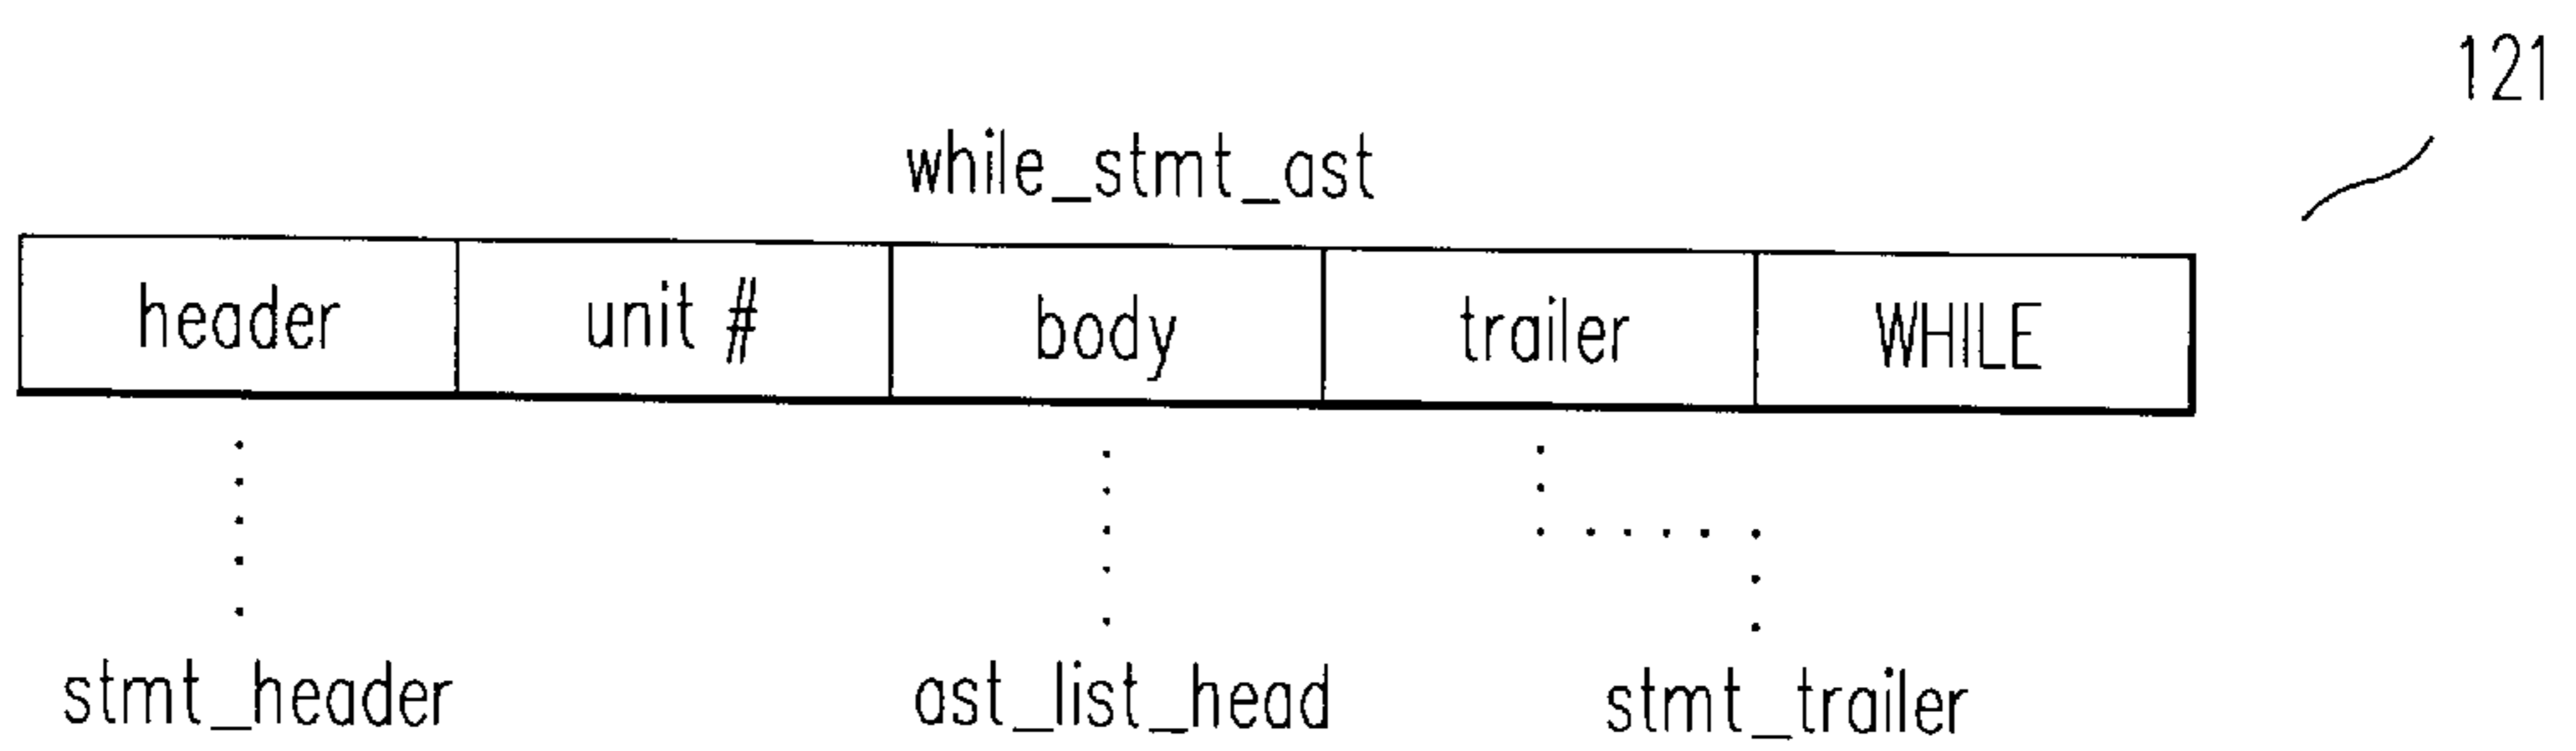 121
while_stmt_ast
header unit # body trailer WHILE
stmt_header ast_list_head stmt_trailer